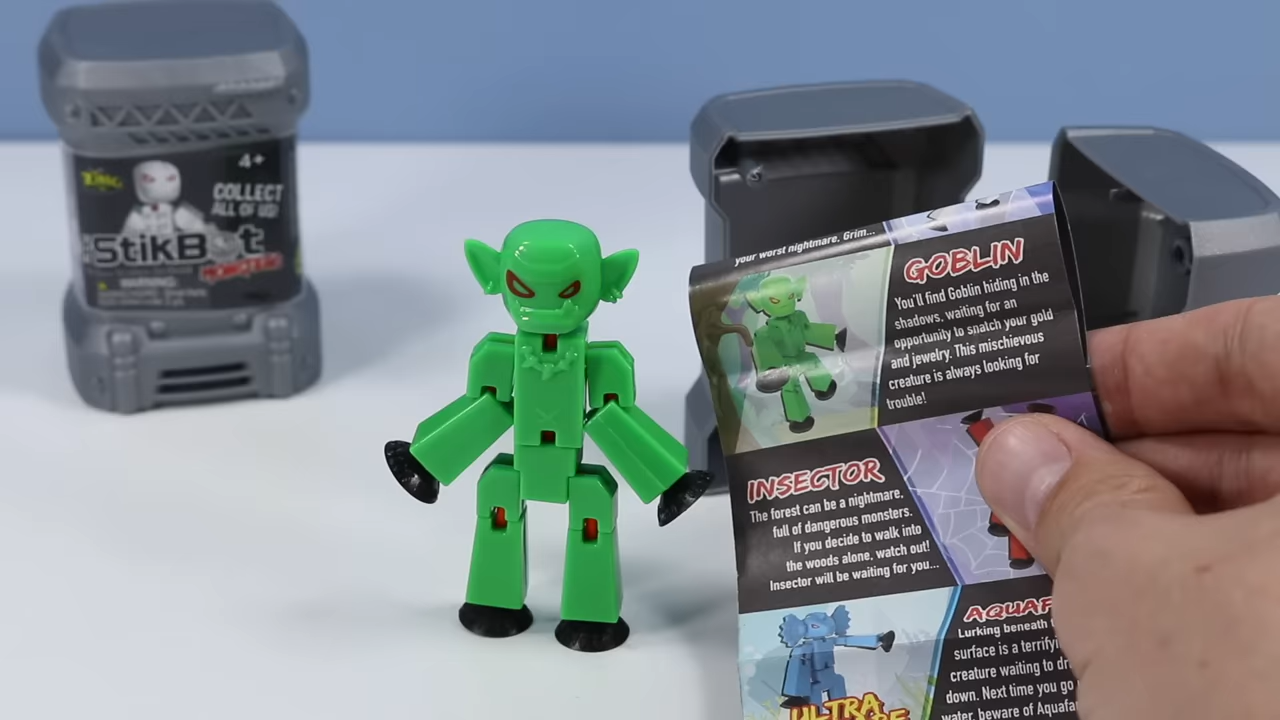 ZING
4+
COLLECT
ALL OF US!
StikBot
MONSTERS
WARNING:
your worst nightmare, Grim...
GOBLIN
You'll find Goblin hiding in the
shadows, waiting for an
opportunity to snatch your gold
and jewelry. This mischievous
creature is always looking for
trouble!
INSECTOR
The forest can be a nightmare,
full of dangerous monsters.
If you decide to walk into
the woods alone, watch out!
Insector will be waiting for you...
AQUAF
Lurking beneath
surface is a
creature waiting to
down. Next time you go
water, beware of
ULTRA